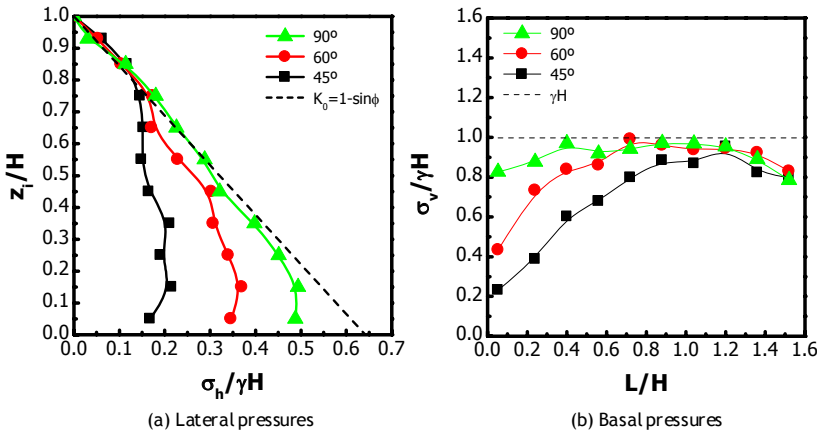 1.0
0.9
0.8
0.7
0.6
0.5
0.4
0.3
0.2
0.1
0.0
z_i/H
90º
60º
45º
K_0=1-sinϕ
0.0 0.1 0.2 0.3 0.4 0.5 0.6 0.7
σ_h/γH
(a) Lateral pressures
1.6
1.4
1.2
1.0
0.8
0.6
0.4
0.2
0.0
σ_v/γH
90º
60º
45º
γH
0.0 0.2 0.4 0.6 0.8 1.0 1.2 1.4 1.6
L/H
(b) Basal pressures